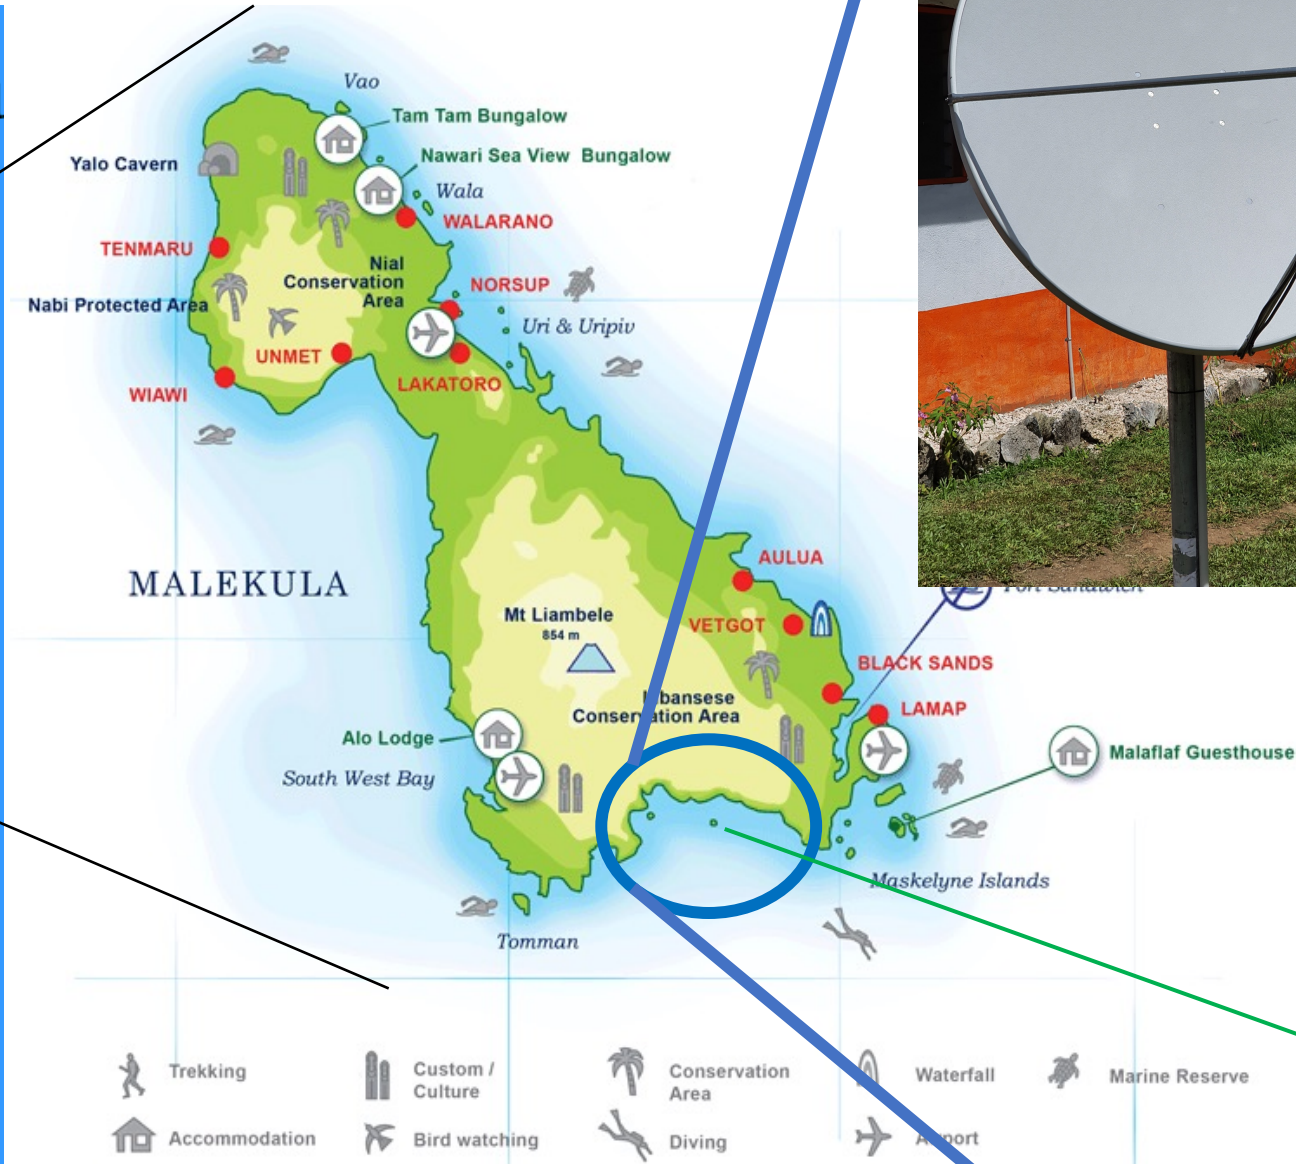 Vao
Tam Tam Bungalow
Yalo Cavern
Nawari Sea View Bungalow
Wala
WALARANO
TENMARU
Nial
Conservation
Area
NORSUP
Nabi Protected Area
Uri & Uripiv
UNMET
LAKATORO
WIAWI
AULUA
MALEKULA
Port Sandwich
Mt Liambele
854 m
VETGOT
BLACK SANDS
Conservation Area
LAMAP
Alo Lodge
Malaflaf Guesthouse
South West Bay
Maskelyne Islands
Tomman
Trekking
Custom /
Culture
Conservation
Area
Waterfall
Marine Reserve
Accommodation
Bird watching
Diving
Airport